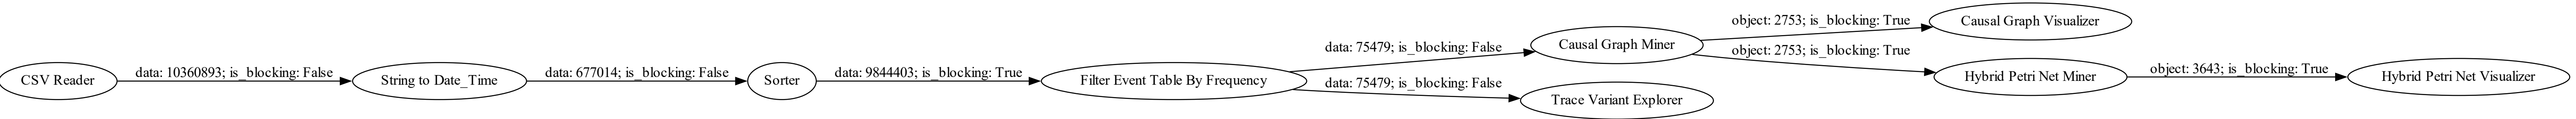 CSV Reader
data: 10360893; is_blocking: False
String to Date_Time
data: 677014; is_blocking: False
Sorter
data: 9844403; is_blocking: True
Filter Event Table By Frequency
data: 75479; is_blocking: False
data: 75479; is_blocking: False
Causal Graph Miner
Trace Variant Explorer
object: 2753; is_blocking: True
object: 2753; is_blocking: True
Causal Graph Visualizer
Hybrid Petri Net Miner
object: 3643; is_blocking: True
Hybrid Petri Net Visualizer